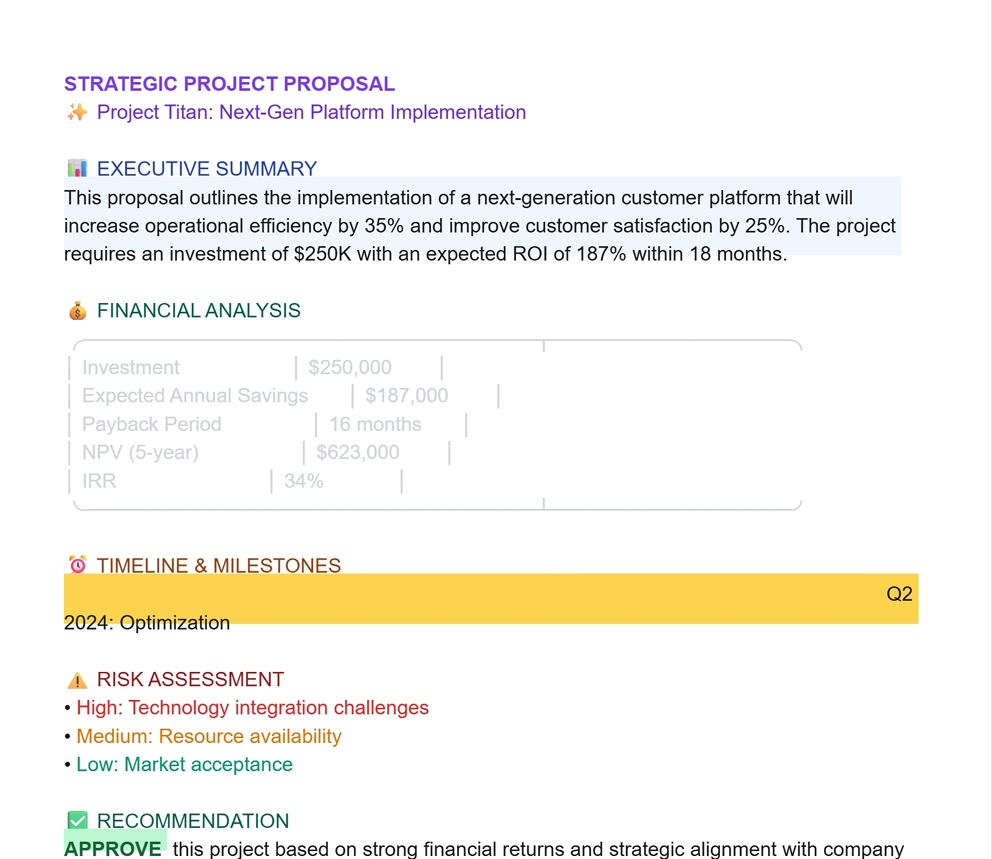 STRATEGIC PROJECT PROPOSAL
✨ Project Titan: Next-Gen Platform Implementation
📊 EXECUTIVE SUMMARY
This proposal outlines the implementation of a next-generation customer platform that will
increase operational efficiency by 35% and improve customer satisfaction by 25%. The project
requires an investment of $250K with an expected ROI of 187% within 18 months.
💰 FINANCIAL ANALYSIS
│ Investment │ $250,000 │
│ Expected Annual Savings │ $187,000 │
│ Payback Period │ 16 months │
│ NPV (5-year) │ $623,000 │
│ IRR │ 34% │
⏰ TIMELINE & MILESTONES
Q2
2024: Optimization
⚠️ RISK ASSESSMENT
• High: Technology integration challenges
• Medium: Resource availability
• Low: Market acceptance
✅ RECOMMENDATION
APPROVE this project based on strong financial returns and strategic alignment with company